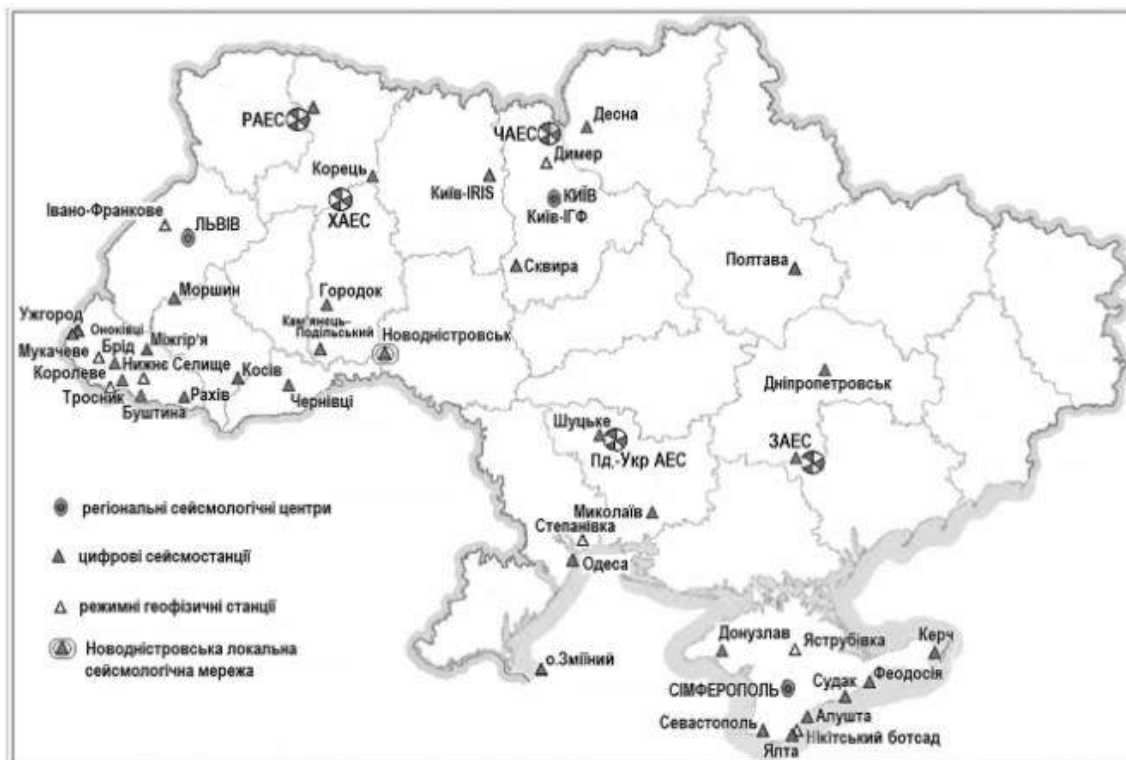 РАЕС
ЧАЕС
Десна
Димер
Корець
Київ-IRIS
КИЇВ
Київ-ІГФ
Івано-Франкове
ЛЬВІВ
ХАЕС
Сквира
Полтава
Моршин
Городок
Кам'янець-
Подільський
Новодністровськ
Ужгород
Оноківці
Міжгір'я
Мукачеве
Брід
Нижнє Селище
Королеве
Косів
Тросник
Рахів
Буштина
Чернівці
Дніпропетровськ
Шуцьке
Пд,-Укр АЕС
ЗАЕС
Миколаїв
Степанівка
Одеса
регіональні сейсмологічні центри
цифрові сейсмостанції
режимні геофізичні станції
Новодністровська локальна
сейсмологічна мережа
о.Зміїний
Донузлав
Яструбівка
Керч
Феодосія
СІМФЕРОПОЛЬ
Судак
Севастополь
Алушта
Нікітський ботсад
Ялта